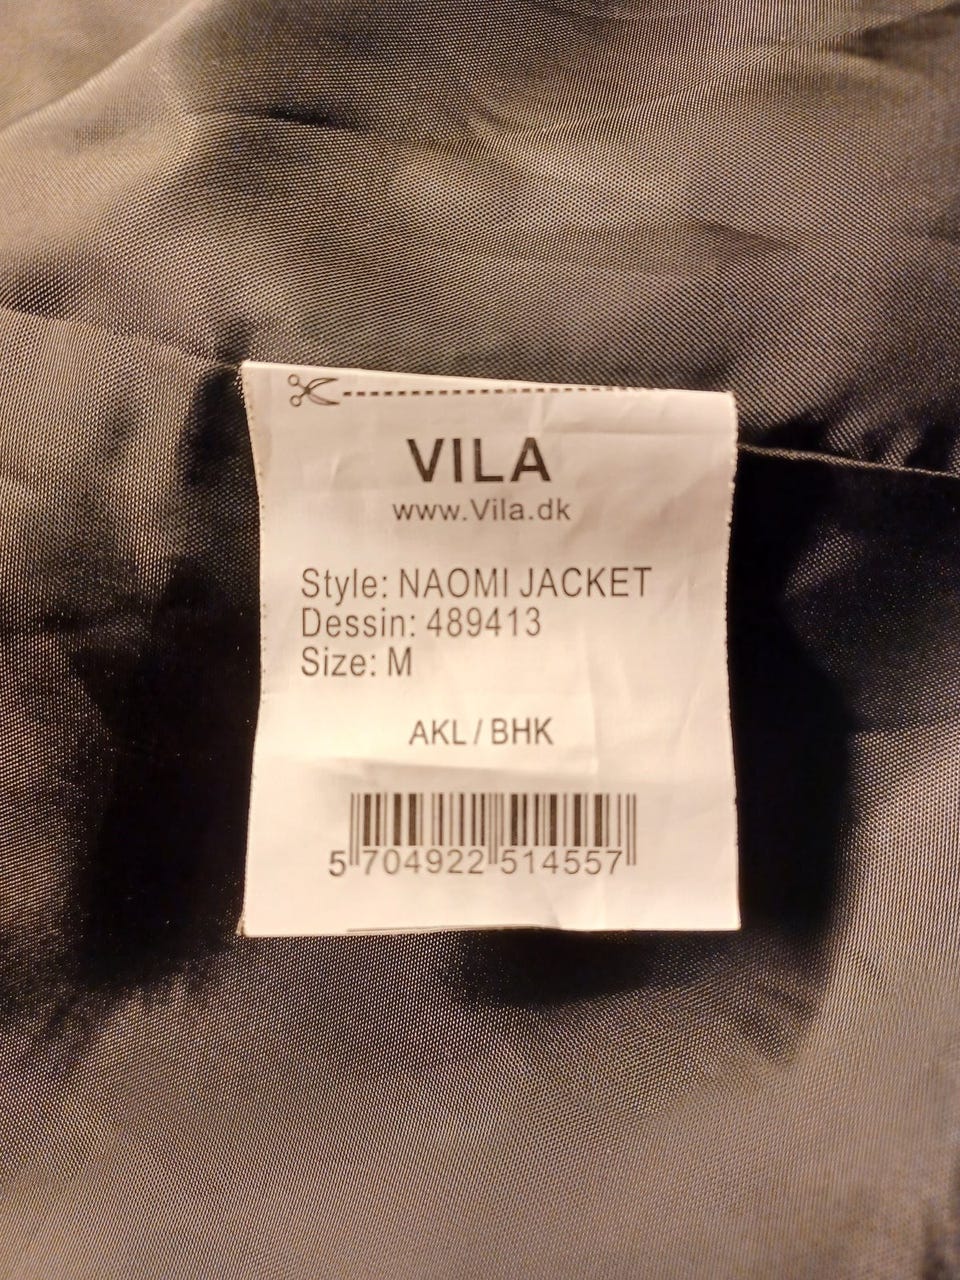 VILA
www.Vila.dk
Style: NAOMI JACKET
Dessin: 489413
Size: M
AKL / BHK
5 704922 514557